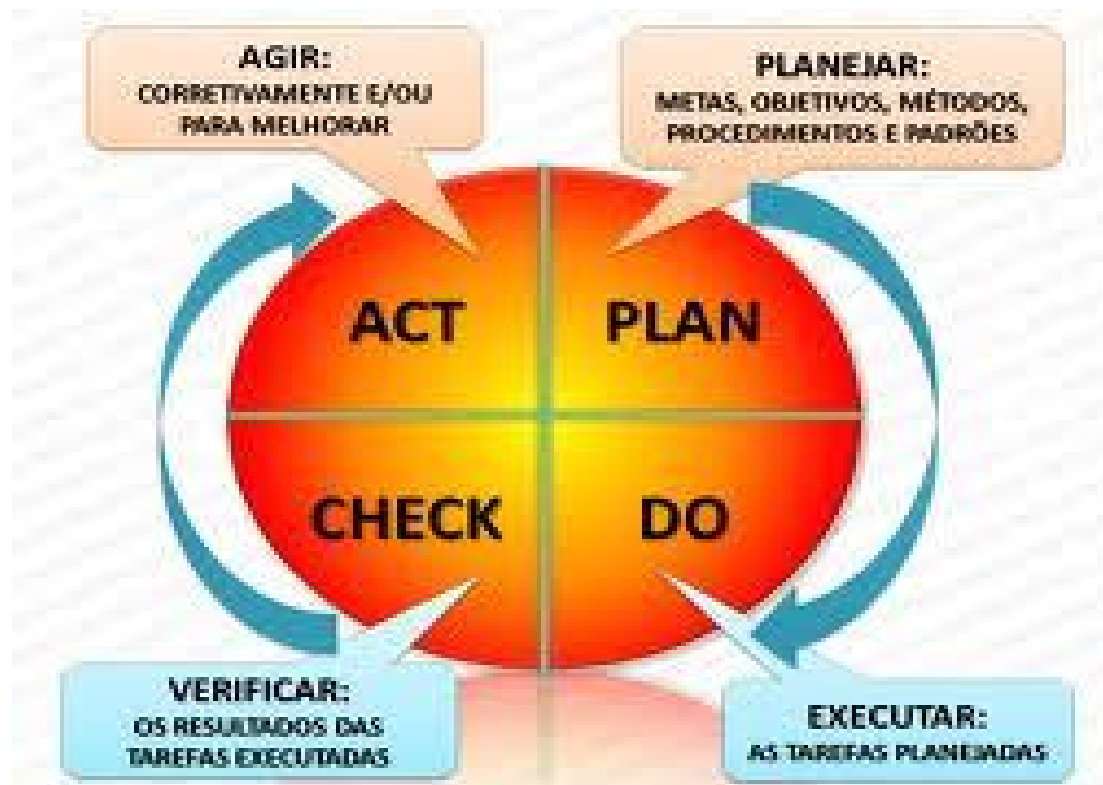 AGIR:
CORRETIVAMENTE E/OU
PARA MELHORAR
PLANEJAR:
METAS, OBJETIVOS, MÉTODOS,
PROCEDIMENTOS E PADRÕES
ACT
PLAN
CHECK
DO
VERIFICAR:
OS RESULTADOS DAS
TAREFAS EXECUTADAS
EXECUTAR:
AS TAREFAS PLANEJADAS